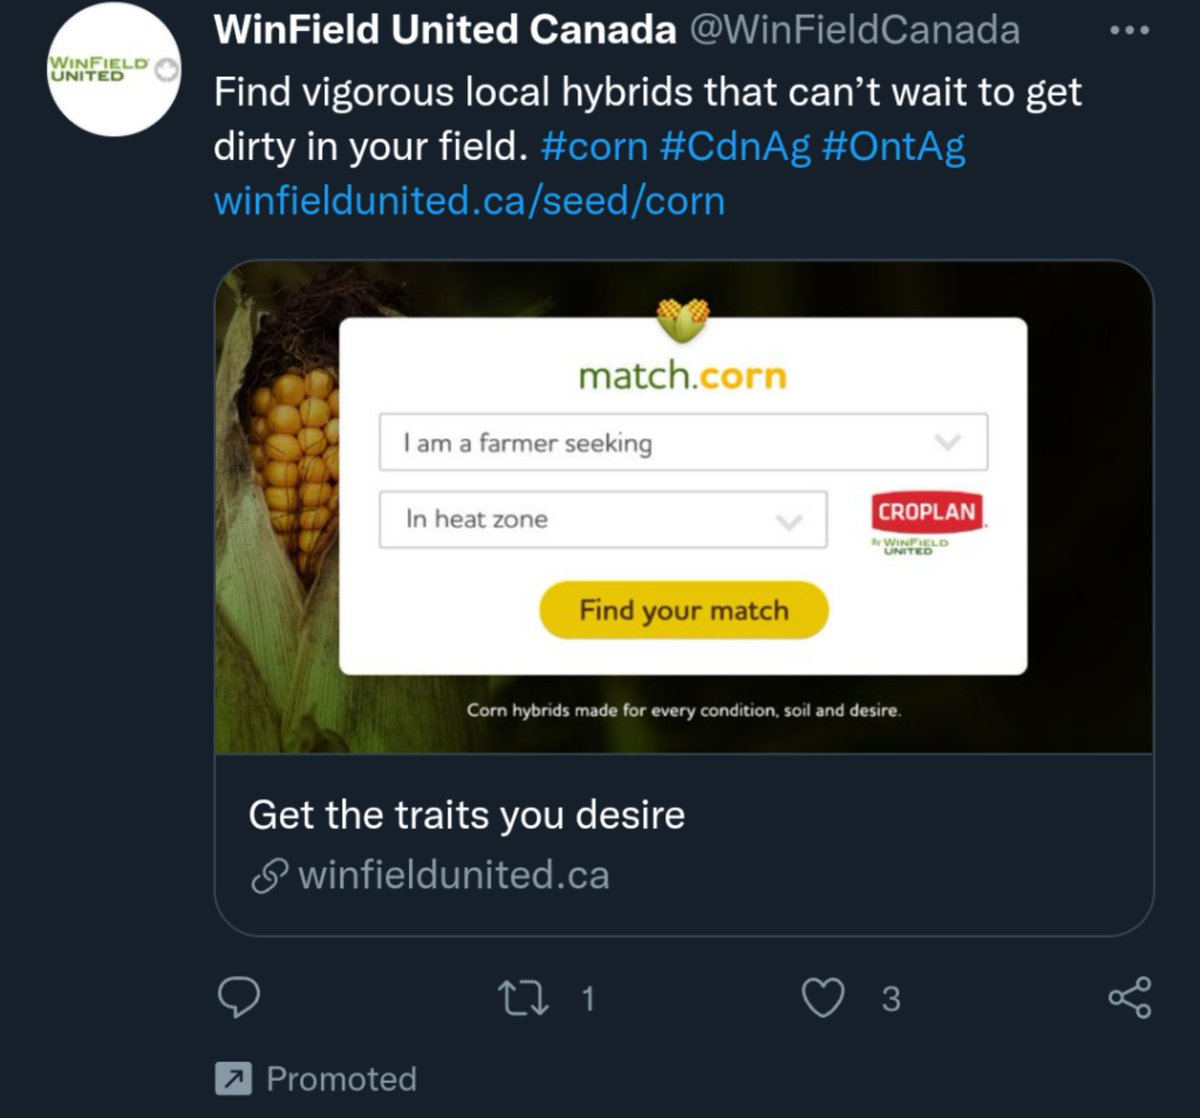 WinField United Canada @WinFieldCanada
WINFIELD
UNITED
Find vigorous local hybrids that can’t wait to get
dirty in your field. #corn #CdnAg #OntAg
winfieldunited.ca/seed/corn
match.corn
I am a farmer seeking
In heat zone
CROPLAN
By WINFIELD
UNITED
Find your match
Corn hybrids made for every condition, soil and desire.
Get the traits you desire
winfieldunited.ca
1
3
Promoted